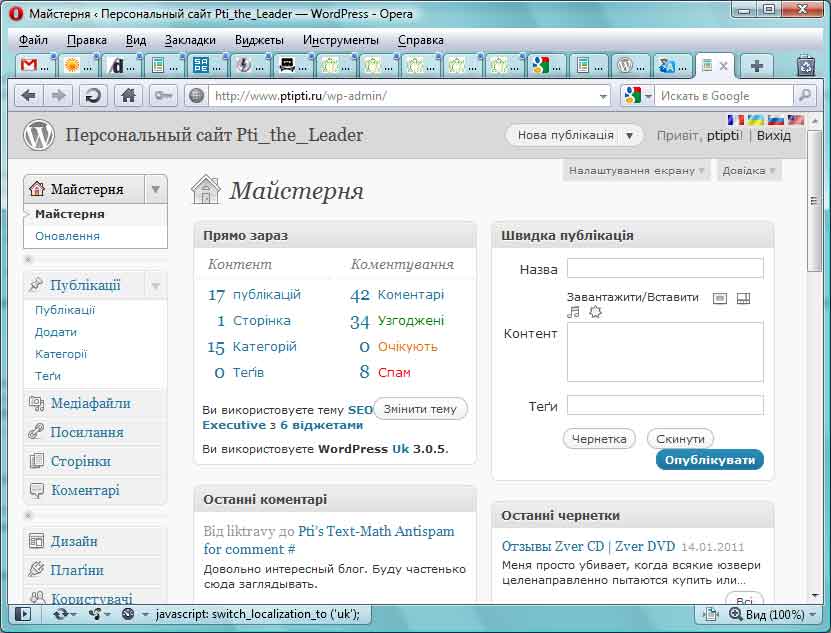 Майстерня ‹ Персональный сайт Pti_the_Leader — WordPress - Opera
Файл Правка Вид Закладки Виджеты Инструменты Справка
http://www.ptipti.ru/wp-admin/ Искать в Google
Персональный сайт Pti_the_Leader
Нова публікація ▼ Привіт, ptipti! | Вихід
Налаштування екрану ▼ Довідка ▼
Майстерня
Майстерня
Оновлення
Публікації
Публікації
Додати
Категорії
Теґи
Медіафайли
Посилання
Сторінки
Коментарі
Дизайн
Плаґіни
Користувачі
Майстерня
Прямо зараз
Контент Коментування
17 публікацій 42 Коментарі
1 Сторінка 34 Узгоджені
15 Категорій 0 Очікують
0 Теґів 8 Спам
Ви використовуєте тему SEO Змінити тему
Executive з 6 віджетами
Ви використовуєте WordPress Uk 3.0.5.
Останні коментарі
Від liktravy до Pti's Text-Math Antispam
for comment #
Довольно интересный блог. Буду частенько
сюда заглядывать.
Швидка публікація
Назва
Завантажити/Вставити
Контент
Теґи
Чернетка Скинути
Опублікувати
Останні чернетки
Отзывы Zver CD | Zver DVD 14.01.2011
Меня просто убивает, когда всякие юзвери
целенаправленно пытаются купить или...
Всі
javascript: switch_localization_to ('uk'); Вид (100%)